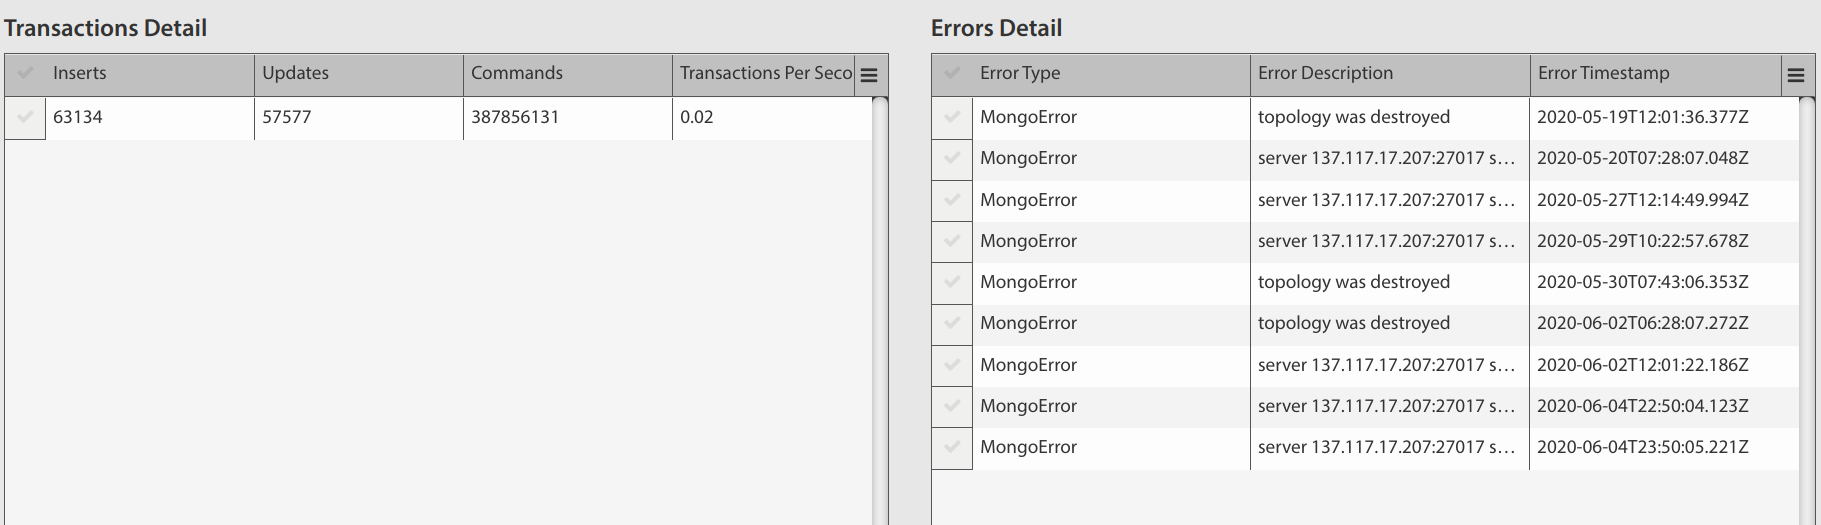 Transactions Detail
Inserts Updates Commands Transactions Per Seco
63134 57577 387856131 0.02
Errors Detail
Error Type Error Description Error Timestamp
MongoError topology was destroyed 2020-05-19T12:01:36.377Z
MongoError server 137.117.17.207:27017 s... 2020-05-20T07:28:07.048Z
MongoError server 137.117.17.207:27017 s... 2020-05-27T12:14:49.994Z
MongoError server 137.117.17.207:27017 s... 2020-05-29T10:22:57.678Z
MongoError topology was destroyed 2020-05-30T07:43:06.353Z
MongoError topology was destroyed 2020-06-02T06:28:07.272Z
MongoError server 137.117.17.207:27017 s... 2020-06-02T12:01:22.186Z
MongoError server 137.117.17.207:27017 s... 2020-06-04T22:50:04.123Z
MongoError server 137.117.17.207:27017 s... 2020-06-04T23:50:05.221Z